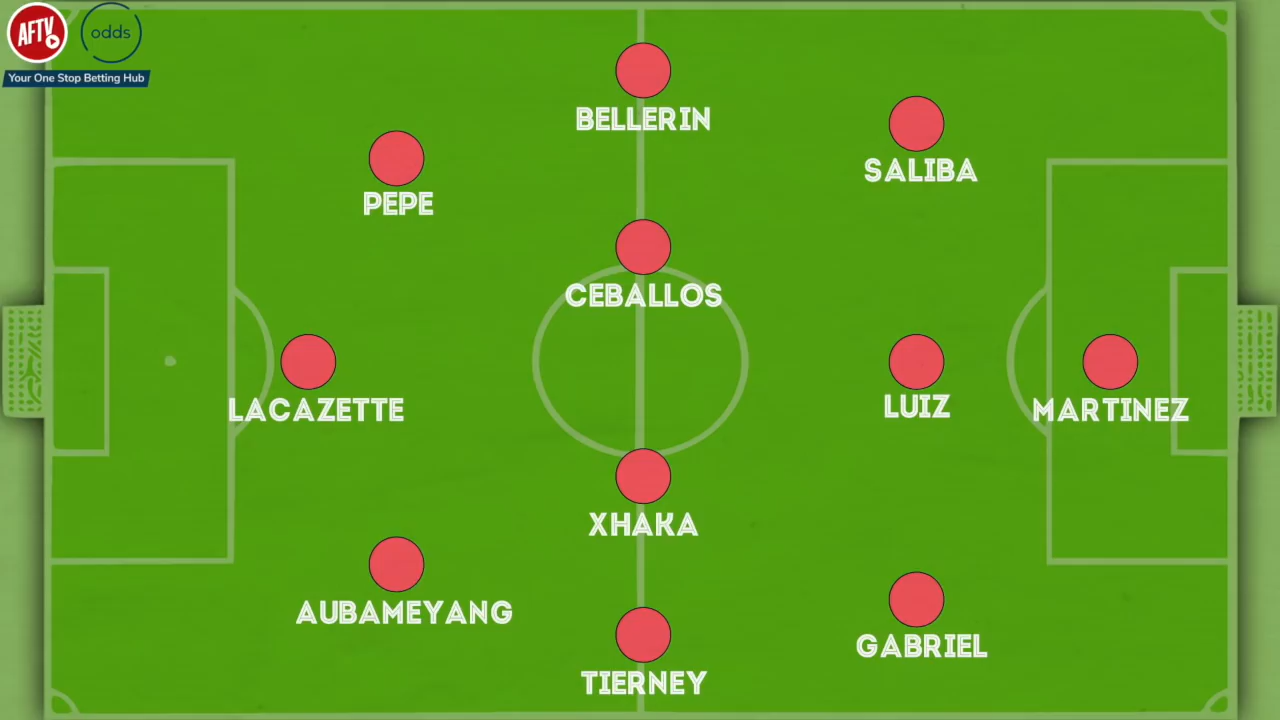 AFTV
odds
Your One Stop Betting Hub
BELLERIN
SALIBA
PEPE
CEBALLOS
LACAZETTE
LUIZ
MARTINEZ
XHAKA
AUBAMEYANG
GABRIEL
TIERNEY